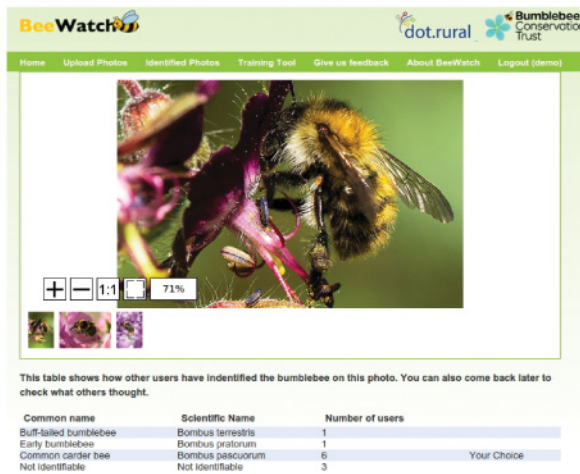 BeeWatch
dot.rural
Bumblebee
Conservation
Trust
Home Upload Photos Identified Photos Training Tool Give us feedback About BeeWatch Logout (demo)
1:1 71%
This table shows how other users have indentified the bumblebee on this photo. You can also come back later to
check what others thought.
Common name Scientific Name Number of users
Buff-tailed bumblebee Bombus terrestris 1
Early bumblebee Bombus pratorum 1
Common carder bee Bombus pascuorum 6 Your Choice
Not Identifiable Not Identifiable 3